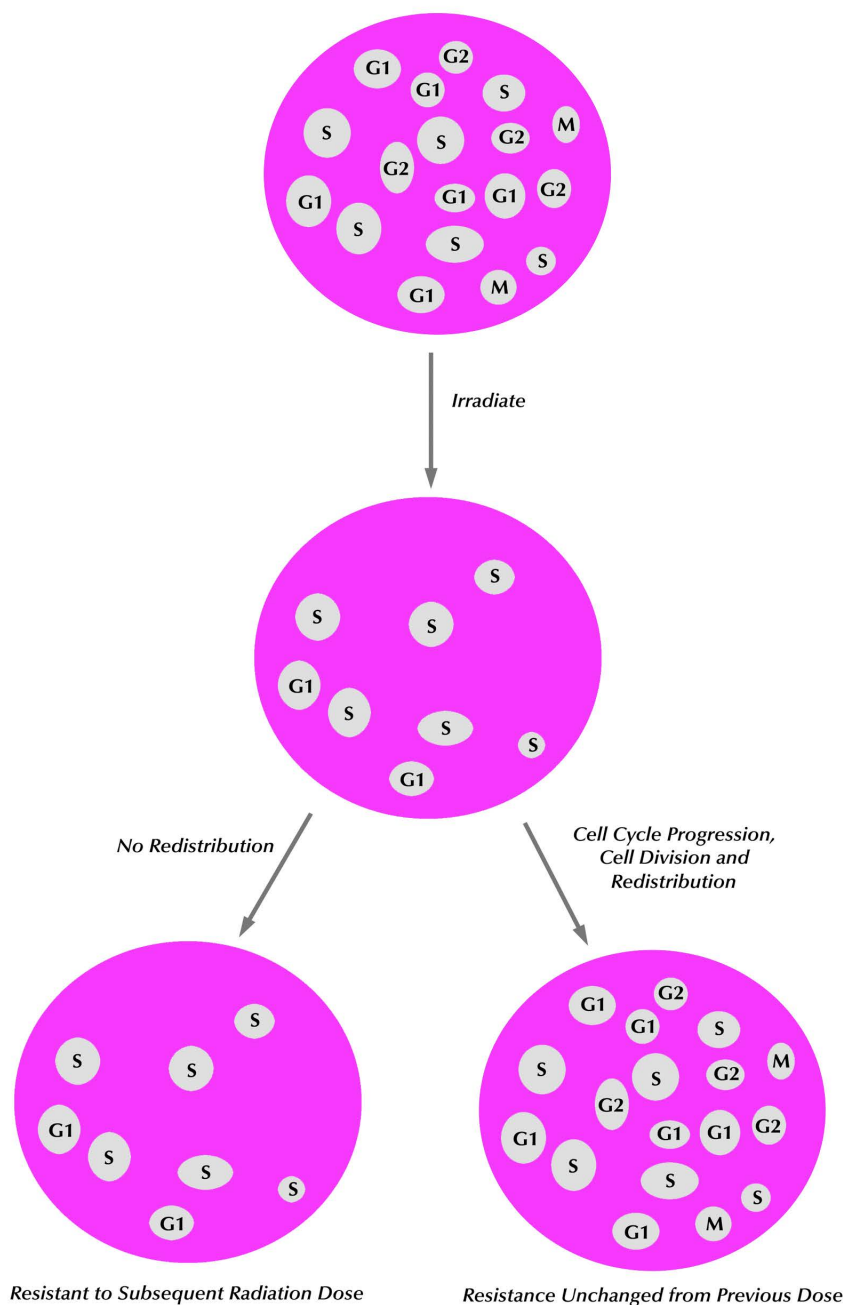 G2
G1
G1
S
M
S
S
G2
G2
G1
G1
G1
G2
S
S
S
G1
M
Irradiate
S
S
S
G1
S
S
S
G1
No Redistribution
Cell Cycle Progression,
Cell Division and
Redistribution
S
S
S
G1
S
S
S
G1
G2
G1
G1
S
M
S
S
G2
G2
G1
G1
G1
G2
S
S
S
G1
M
Resistant to Subsequent Radiation Dose
Resistance Unchanged from Previous Dose